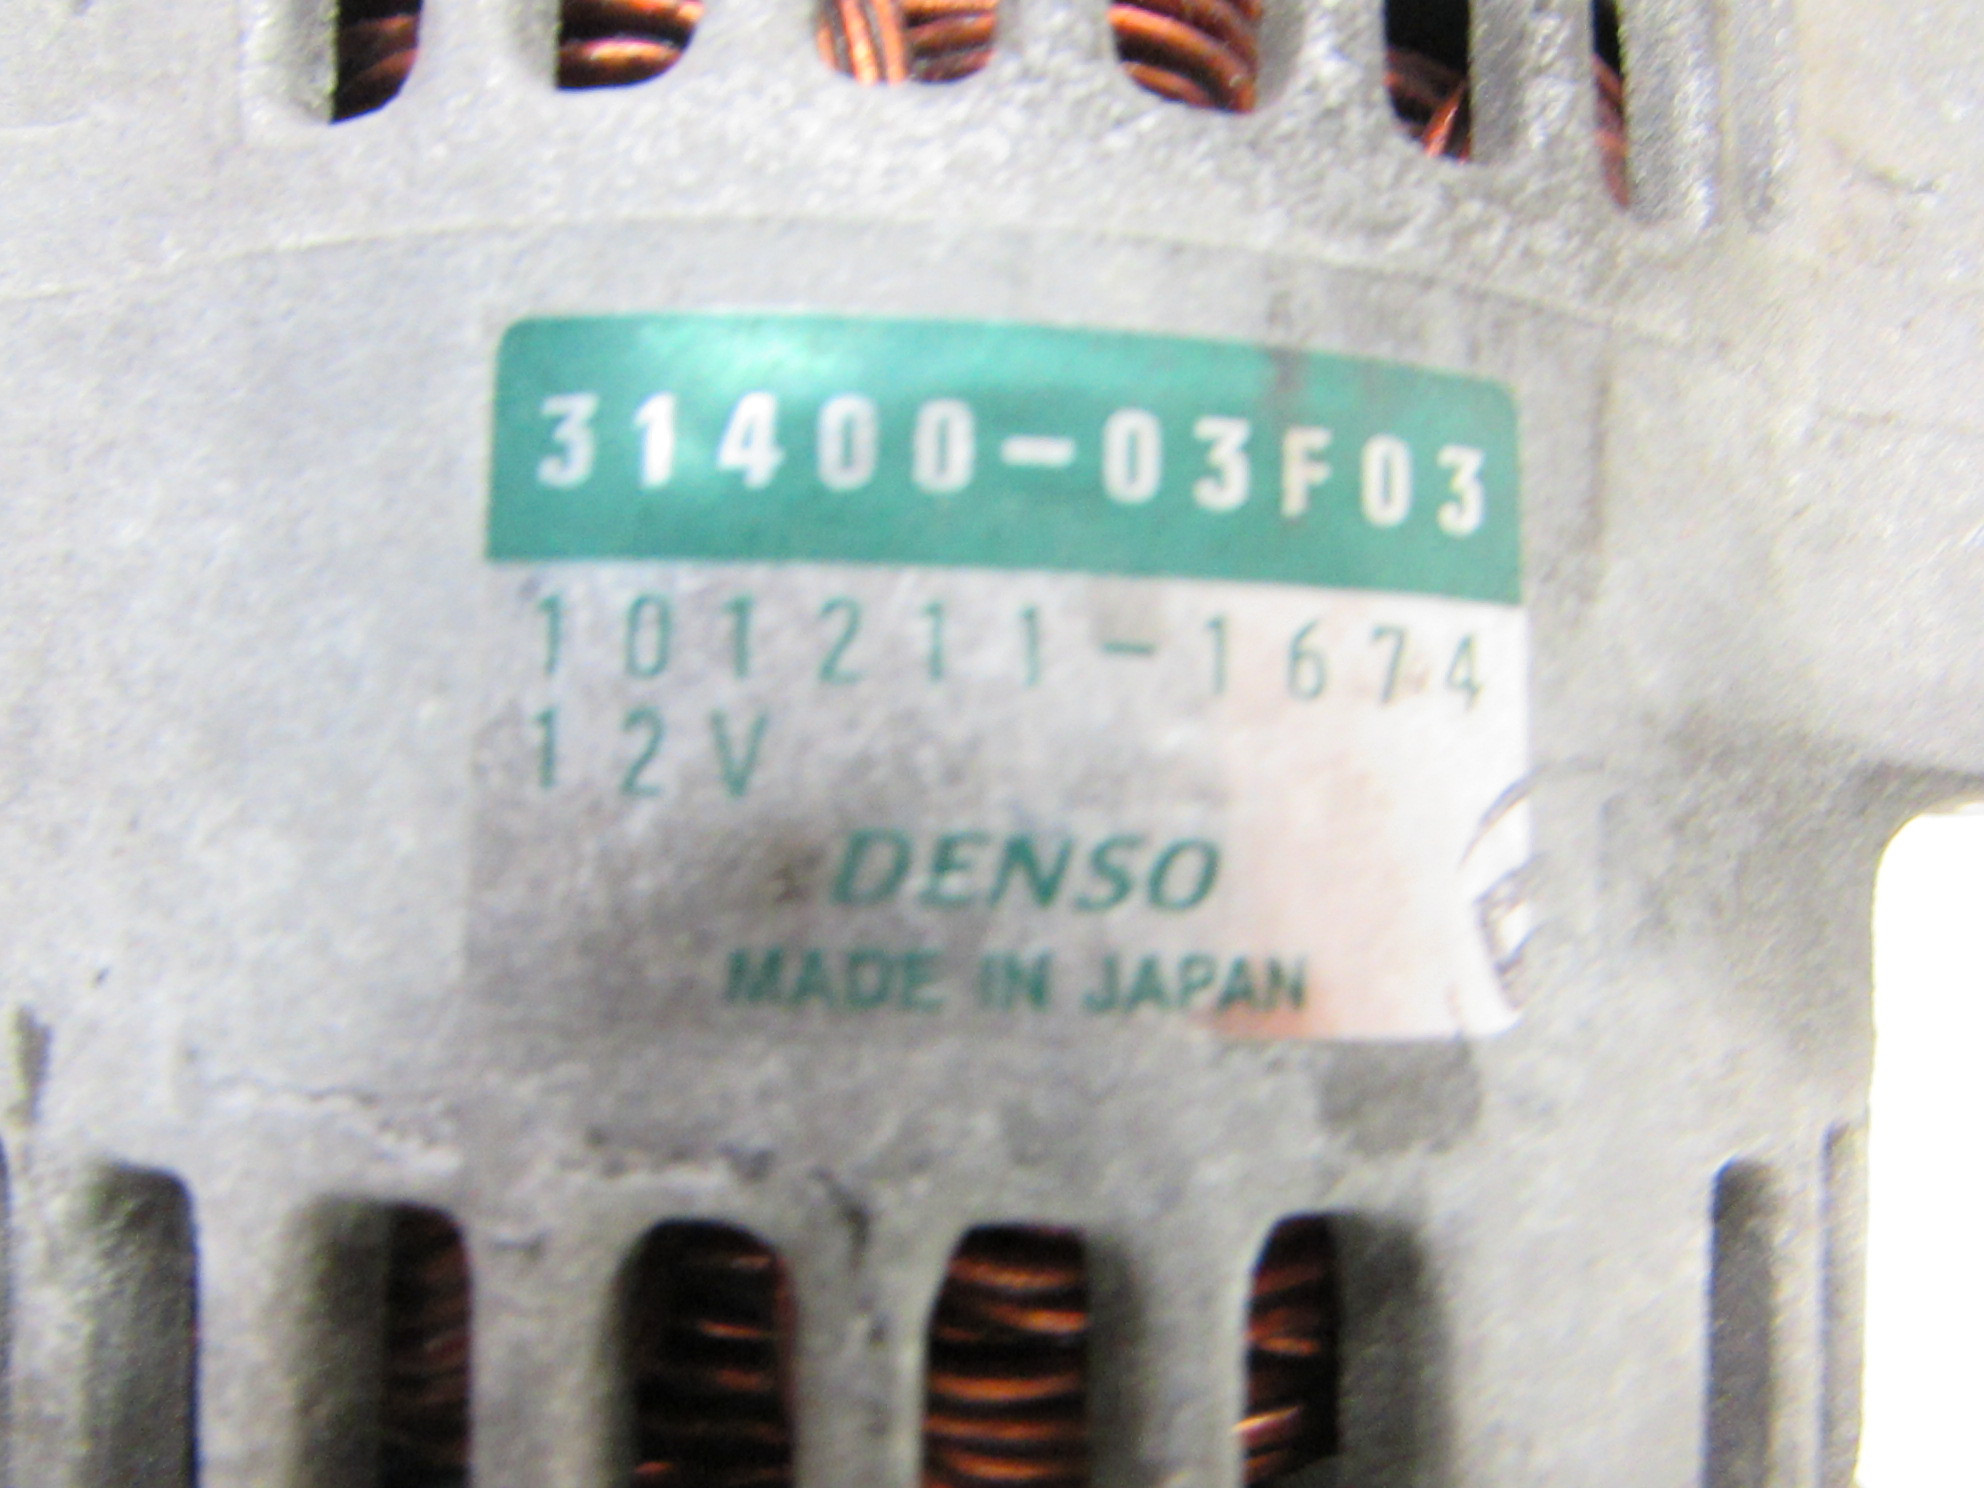 31400-03F03
101211-1674
12V
DENSO
MADE IN JAPAN